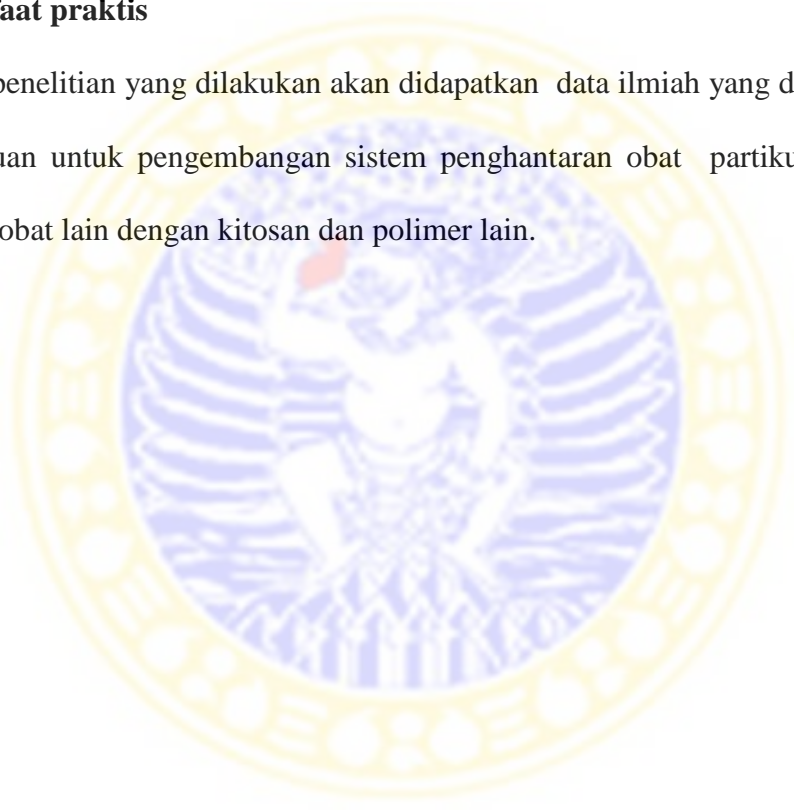 faat praktis
penelitian yang dilakukan akan didapatkan data ilmiah yang d
uan untuk pengembangan sistem penghantaran obat partiku
obat lain dengan kitosan dan polimer lain.